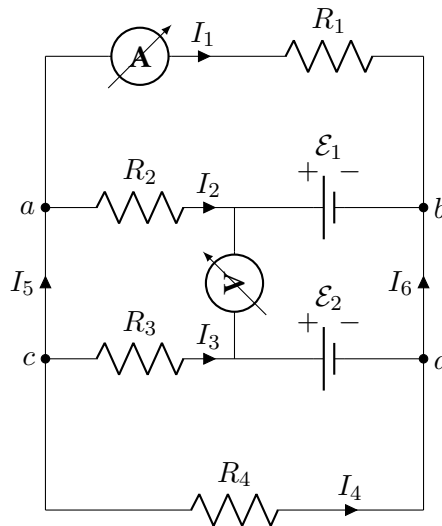 I₁ R₁
A
R₂ I₂ + ℰ₁ −
a b
V
I₅ I₆
R₃ I₃ + ℰ₂ −
c d
R₄ I₄